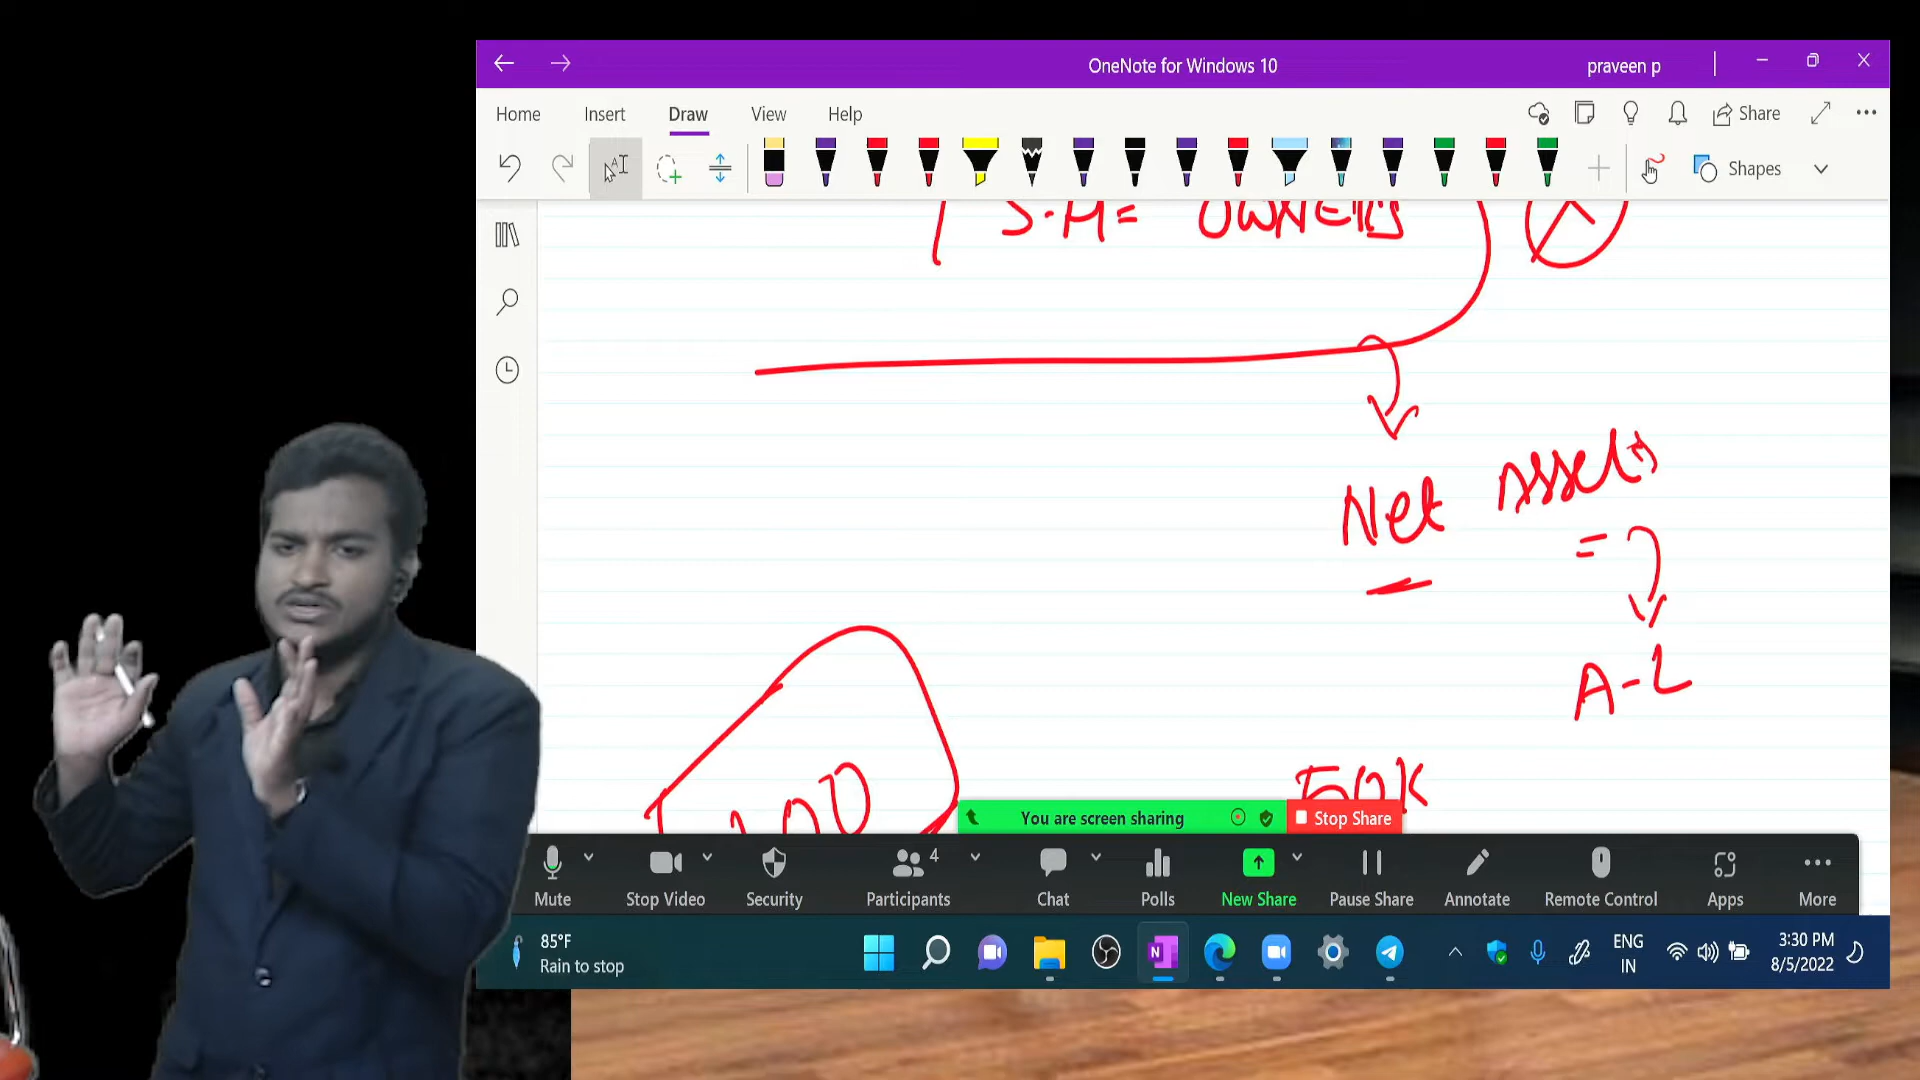 OneNote for Windows 10
praveen p
Home Insert Draw View Help
Share
Shapes
S.H = OWNERS
Net Assets
=
A-L
100
50K
You are screen sharing
Stop Share
4
Mute Stop Video Security Participants Chat Polls New Share Pause Share Annotate Remote Control Apps More
85°F
Rain to stop
ENG
IN
3:30 PM
8/5/2022